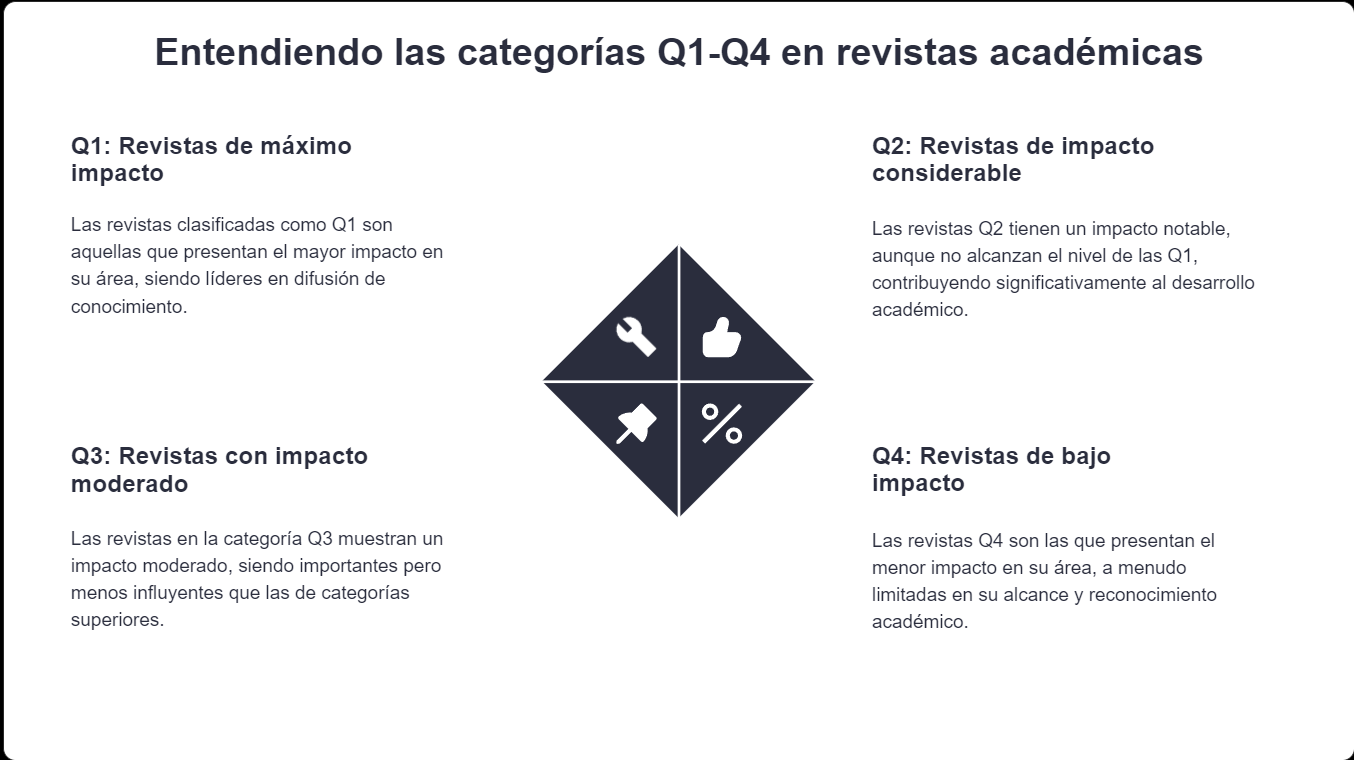 Entendiendo las categorías Q1-Q4 en revistas académicas
Q1: Revistas de máximo
impacto
Las revistas clasificadas como Q1 son
aquellas que presentan el mayor impacto en
su área, siendo líderes en difusión de
conocimiento.
Q2: Revistas de impacto
considerable
Las revistas Q2 tienen un impacto notable,
aunque no alcanzan el nivel de las Q1,
contribuyendo significativamente al desarrollo
académico.
Q3: Revistas con impacto
moderado
Las revistas en la categoría Q3 muestran un
impacto moderado, siendo importantes pero
menos influyentes que las de categorías
superiores.
Q4: Revistas de bajo
impacto
Las revistas Q4 son las que presentan el
menor impacto en su área, a menudo
limitadas en su alcance y reconocimiento
académico.